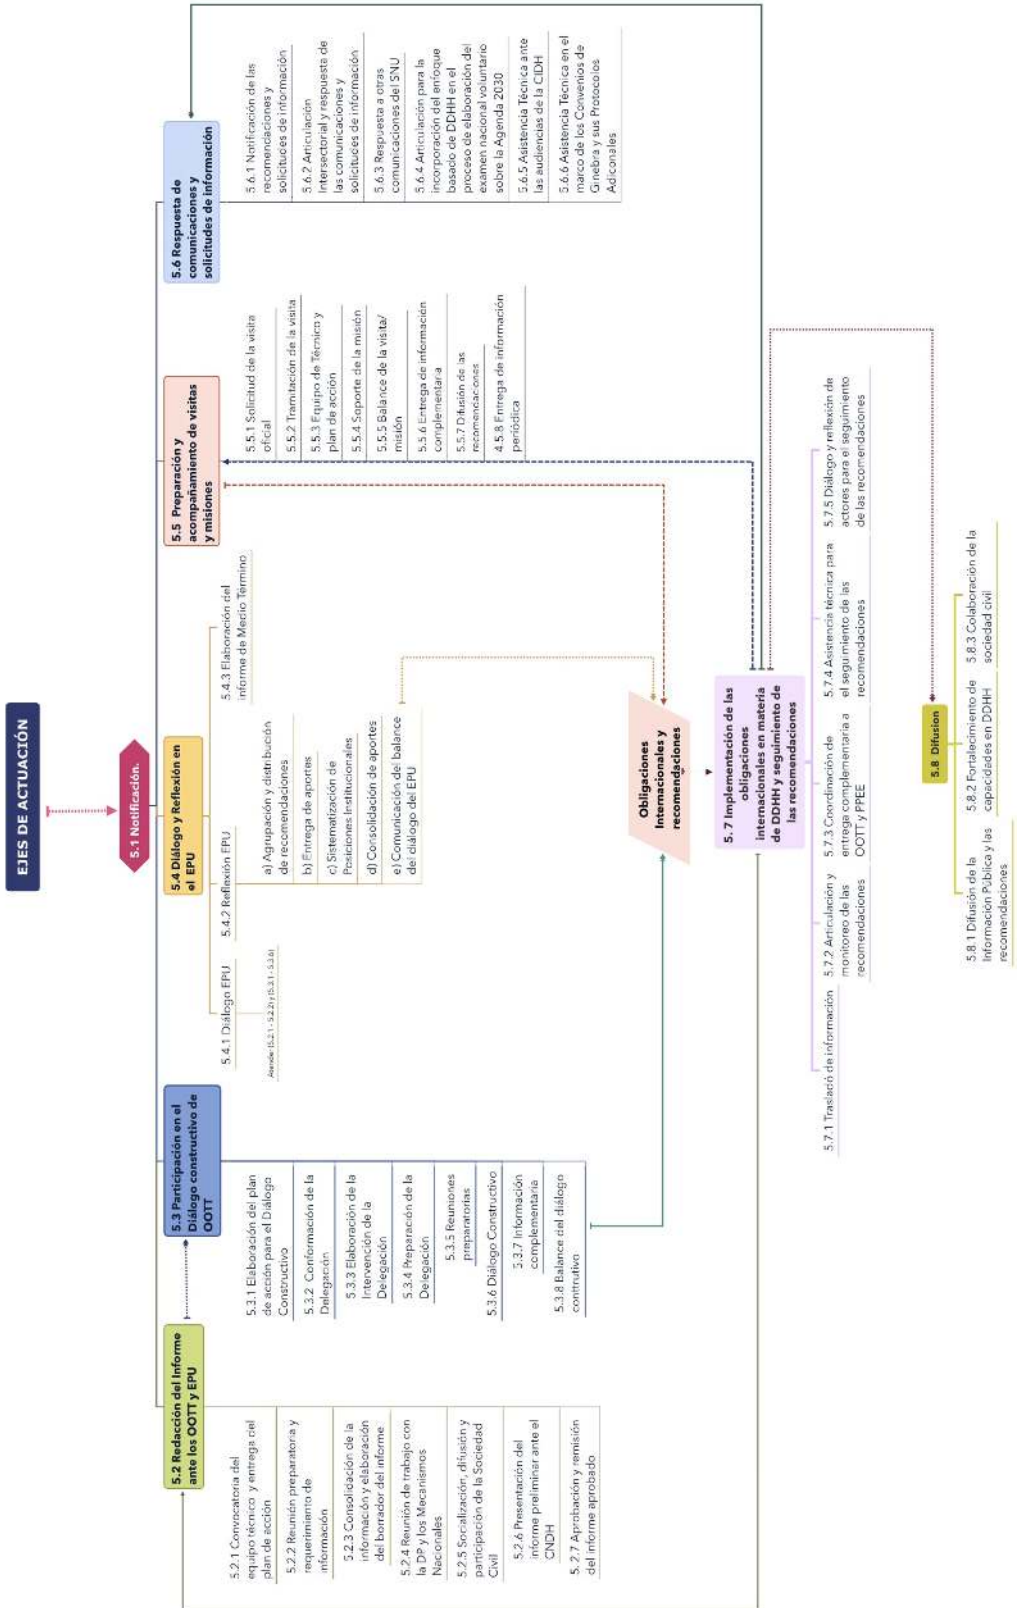 EJES DE ACTUACIÓN
5.1 Notificación.
5.2 Redacción del Informe
ante los OOTT y EPU
5.2.1 Convocatoria del
equipo técnico y entrega del
plan de acción
5.2.2 Reunión preparatoria y
requerimiento de
información
5.2.3 Consolidación de la
información y elaboración
del borrador del informe
5.2.4 Reunión de trabajo con
la DP y los Mecanismos
Nacionales
5.2.5 Socialización, difusión y
participación de la Sociedad
Civil
5.2.6 Presentación del
informe preliminar ante el
CNDH
5.2.7 Aprobación y remisión
del informe aprobado
5.3 Participación en el
Diálogo constructivo de
OOTT
5.3.1 Elaboración del plan
de acción para el Diálogo
Constructivo
5.3.2 Conformación de la
Delegación
5.3.3 Elaboración de la
Intervención de la
Delegación
5.3.4 Preparación de la
Delegación
5.3.5 Reuniones
preparatorias
5.3.6 Diálogo Constructivo
5.3.7 Información
complementaria
5.3.8 Balance del diálogo
conttrutivo
5.4 Diálogo y Reflexión en
el EPU
5.4.1 Diálogo EPU
(5.2.1 - 5.2.2) y (5.3.1 - 5.3.6)
5.4.2 Reflexión EPU
a) Agrupación y distribución
de recomendaciones
b) Entrega de aportes
c) Sistematización de
Posiciones Institucionales
d) Consolidación de aportes
e) Comunicación del balance
del diálogo del EPU
5.4.3 Elaboración del
informe de Medio Término
5.5 Preparación y
acompañamiento de visitas
y misiones
5.5.1 Solicitud de la visita
oficial
5.5.2 Tramitación de la visita
5.5.3 Equipo de Técnico y
plan de acción
5.5.4 Soporte de la misión
5.5.5 Balance de la visita/
misión
5.5.6 Entrega de información
complementaria
5.5.7 Difusión de las
recomendaciones
4.5.8 Entrega de información
periódica
5.6 Respuesta de
comunicaciones y
solicitudes de información
5.6.1 Notificación de las
recomendaciones y
solicitudes de información
5.6.2 Articulación
Intersectorial y respuesta de
las comunicaciones y
solicitudes de información
5.6.3 Respuesta a otras
comunicaciones del SNU
5.6.4 Articulación para la
incorporación del enfoque
basado de DDHH en el
proceso de elaboración del
examen nacional voluntario
sobre la Agenda 2030
5.6.5 Asistencia Técnica ante
las audiencias de la CIDH
5.6.6 Asistencia Técnica en el
marco de los Convenios de
Ginebra y sus Protocolos
Adicionales
Obligaciones
Internacionales y
recomendaciones
5. 7 Implementación de las
obligaciones
internacionales en materia
de DDHH y seguimiento de
las recomendaciones
5.7.1 Traslado de información
5.7.2 Articulación y
monitoreo de las
recomendaciones
5.7.3 Coordinación de
entrega complementaria a
OOTT y PPEE
5.7.4 Asistencia técnica para
el seguimiento de las
recomendaciones
5.7.5 Diálogo y reflexión de
actores para el seguimiento
de las recomendaciones
5.8 Difusion
5.8.1 Difusión de la
Información Pública y las
recomendaciones
5.8.2 Fortalecimiento de
capacidades en DDHH
5.8.3 Colaboración de la
sociedad civil